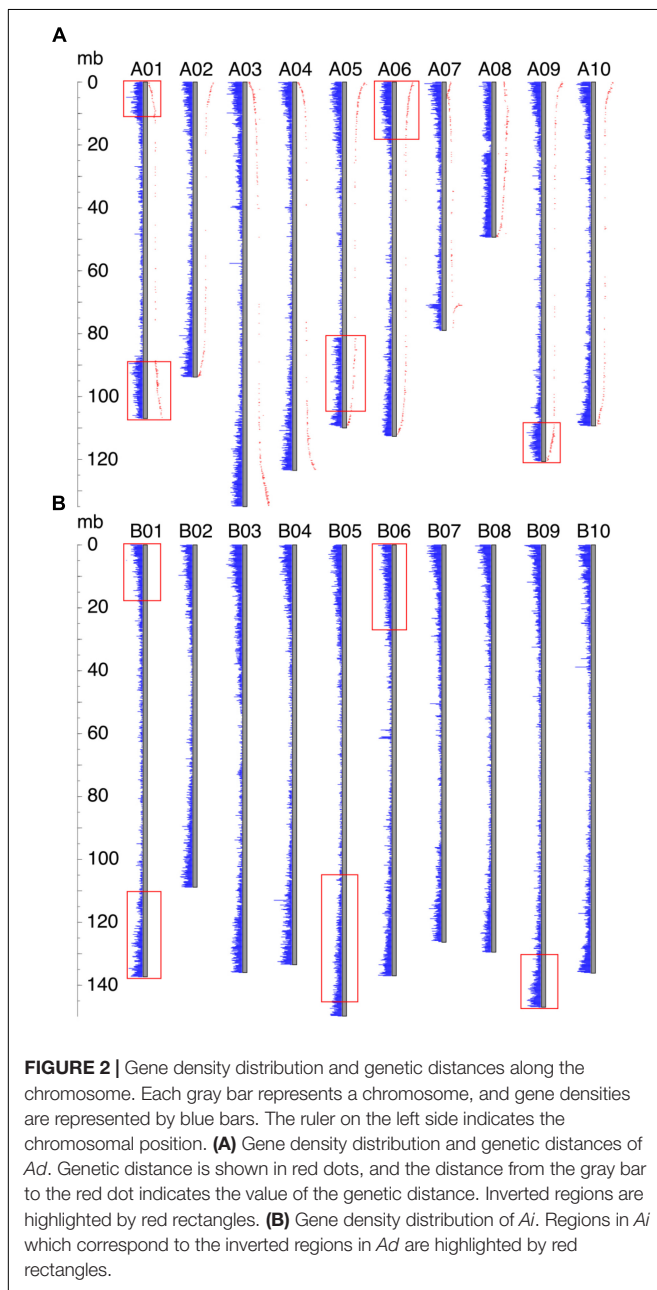 A
mb A01 A02 A03 A04 A05 A06 A07 A08 A09 A10
0
20
40
60
80
100
120
B
mb B01 B02 B03 B04 B05 B06 B07 B08 B09 B10
0
20
40
60
80
100
120
140
FIGURE 2 | Gene density distribution and genetic distances along the
chromosome. Each gray bar represents a chromosome, and gene densities
are represented by blue bars. The ruler on the left side indicates the
chromosomal position. (A) Gene density distribution and genetic distances of
Ad. Genetic distance is shown in red dots, and the distance from the gray bar
to the red dot indicates the value of the genetic distance. Inverted regions are
highlighted by red rectangles. (B) Gene density distribution of Ai. Regions in Ai
which correspond to the inverted regions in Ad are highlighted by red
rectangles.